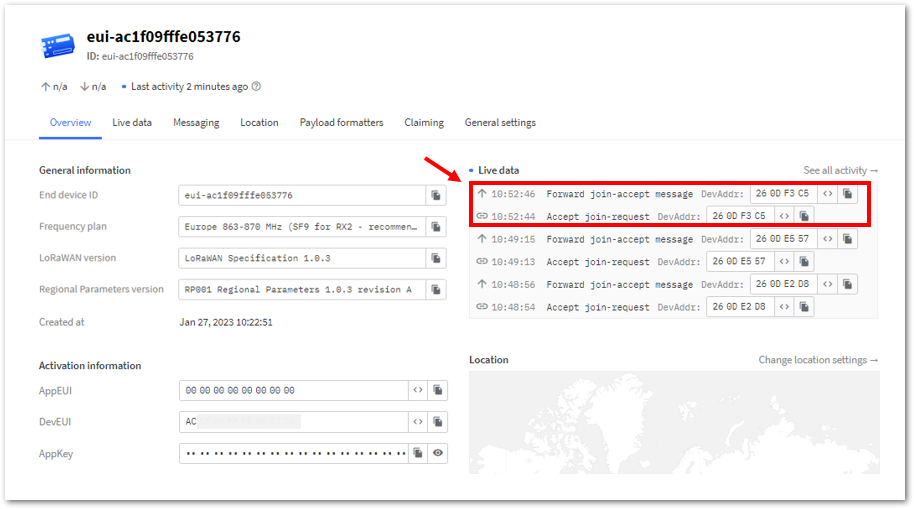 eui-ac1f09fffe053776
ID: eui-ac1f09fffe053776
↑ n/a ↓ n/a • Last activity 2 minutes ago
Overview Live data Messaging Location Payload formatters Claiming General settings
General information
End device ID eui-ac1f09fffe053776
Frequency plan Europe 863-870 MHz (SF9 for RX2 - recommen…
LoRaWAN version LoRaWAN Specification 1.0.3
Regional Parameters version RP001 Regional Parameters 1.0.3 revision A
Created at Jan 27, 2023 10:22:51
Activation information
AppEUI 00 00 00 00 00 00 00 00
DevEUI AC
AppKey •• •• •• •• •• •• •• •• •• •• •• •• •• •• •• ••
• Live data See all activity →
↑ 10:52:46 Forward join-accept message DevAddr: 26 0D F3 C5 <>
10:52:44 Accept join-request DevAddr: 26 0D F3 C5 <>
↑ 10:49:15 Forward join-accept message DevAddr: 26 0D E5 57 <>
10:49:13 Accept join-request DevAddr: 26 0D E5 57 <>
↑ 10:48:56 Forward join-accept message DevAddr: 26 0D E2 D8 <>
10:48:54 Accept join-request DevAddr: 26 0D E2 D8 <>
Location Change location settings →